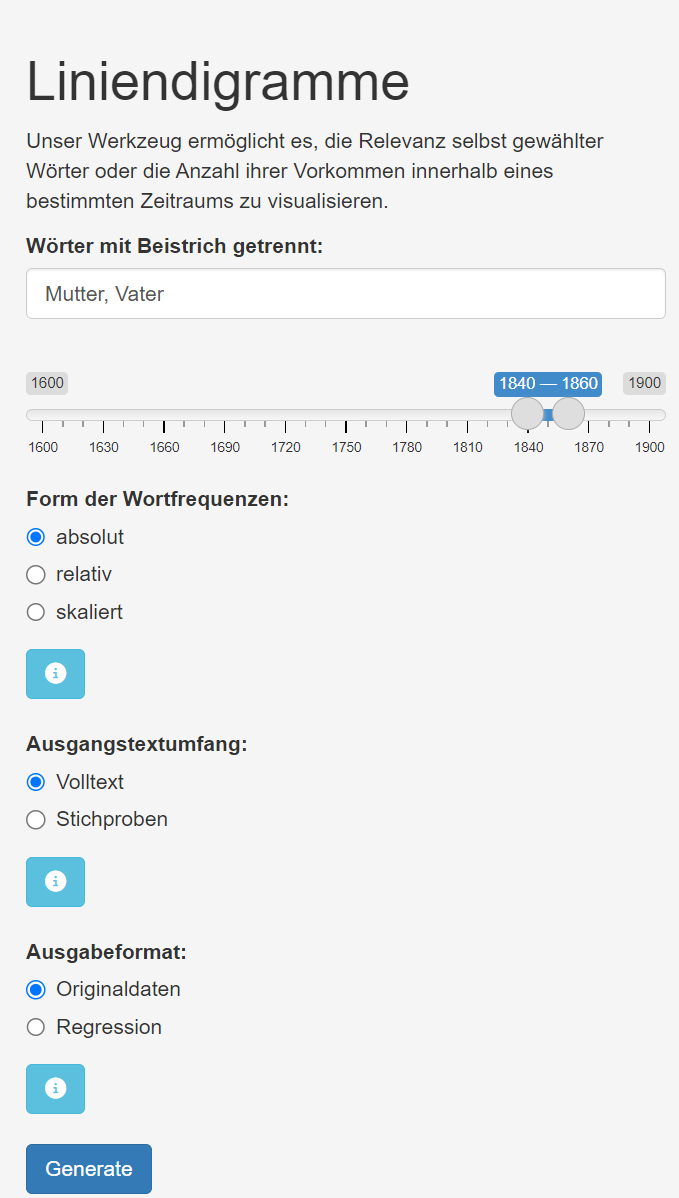 Liniendigramme
Unser Werkzeug ermöglicht es, die Relevanz selbst gewählter
Wörter oder die Anzahl ihrer Vorkommen innerhalb eines
bestimmten Zeitraums zu visualisieren.
Wörter mit Beistrich getrennt:
Mutter, Vater
1600 1840 — 1860 1900
1600 1630 1660 1690 1720 1750 1780 1810 1840 1870 1900
Form der Wortfrequenzen:
absolut
relativ
skaliert
i
Ausgangstextumfang:
Volltext
Stichproben
i
Ausgabeformat:
Originaldaten
Regression
i
Generate